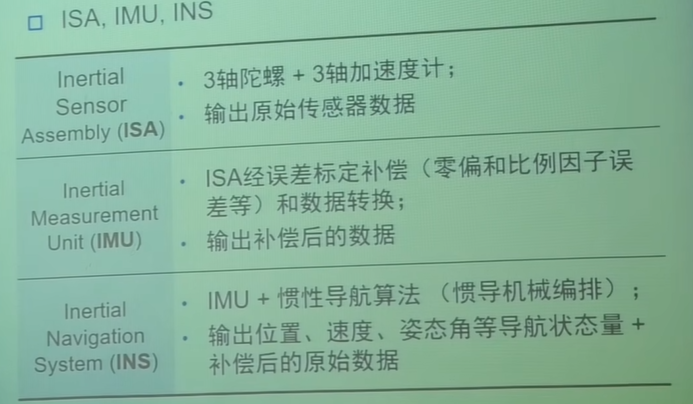 ISA, IMU, INS
Inertial
Sensor
Assembly (ISA)
• 3轴陀螺 + 3轴加速度计；
• 输出原始传感器数据
Inertial
Measurement
Unit (IMU)
• ISA经误差标定补偿（零偏和比例因子误
差等）和数据转换；
• 输出补偿后的数据
Inertial
Navigation
System (INS)
• IMU + 惯性导航算法 （惯导机械编排）；
• 输出位置、速度、姿态角等导航状态量 +
补偿后的原始数据